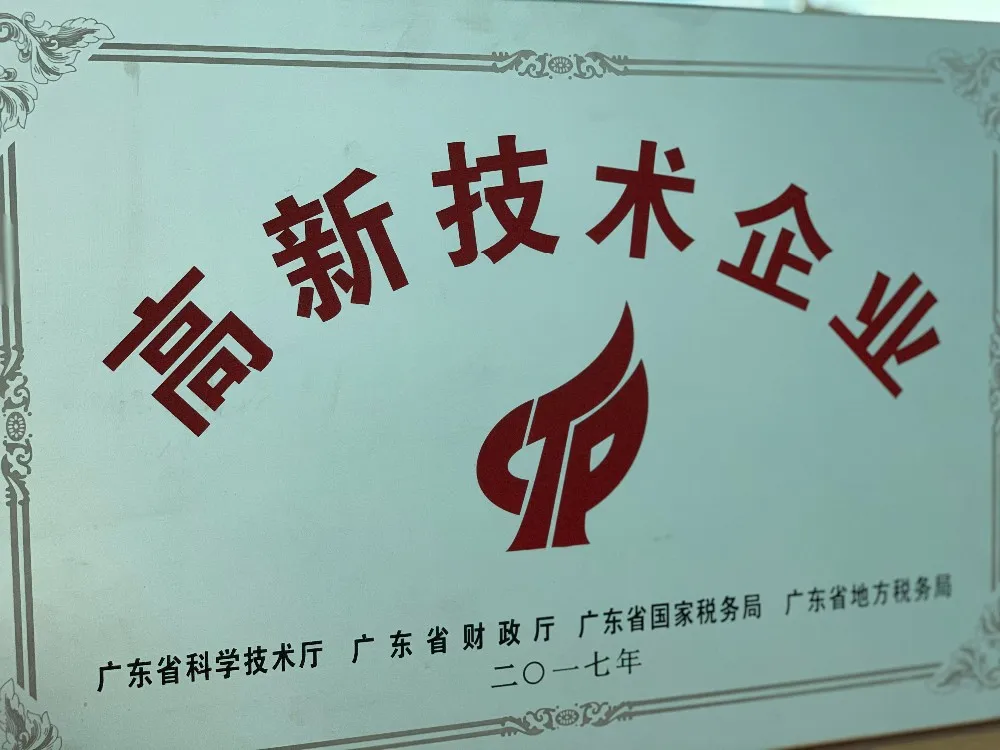 高新技术企业
广东省科学技术厅 广东省财政厅 广东省国家税务局 广东省地方税务局
二〇一七年